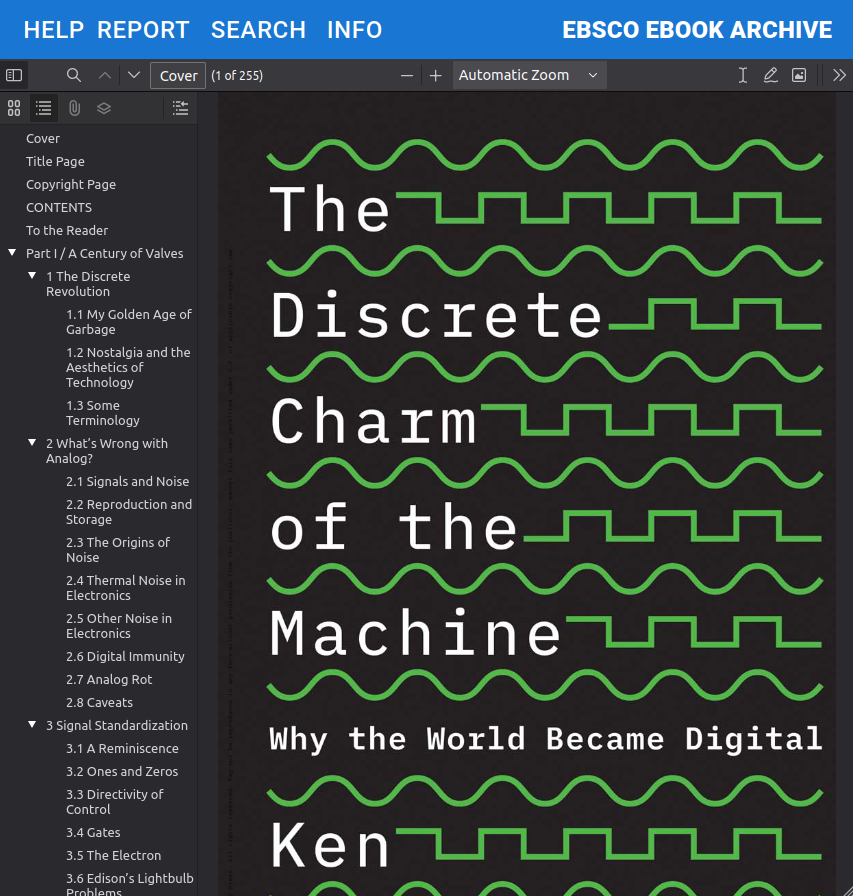 HELP REPORT SEARCH INFO EBSCO EBOOK ARCHIVE
Cover (1 of 255) Automatic Zoom
Cover
Title Page
Copyright Page
CONTENTS
To the Reader
Part I / A Century of Valves
1 The Discrete
Revolution
1.1 My Golden Age of
Garbage
1.2 Nostalgia and the
Aesthetics of
Technology
1.3 Some
Terminology
2 What’s Wrong with
Analog?
2.1 Signals and Noise
2.2 Reproduction and
Storage
2.3 The Origins of
Noise
2.4 Thermal Noise in
Electronics
2.5 Other Noise in
Electronics
2.6 Digital Immunity
2.7 Analog Rot
2.8 Caveats
3 Signal Standardization
3.1 A Reminiscence
3.2 Ones and Zeros
3.3 Directivity of
Control
3.4 Gates
3.5 The Electron
3.6 Edison’s Lightbulb
Problems
The
Discrete
Charm
of the
Machine
Why the World Became Digital
Ken